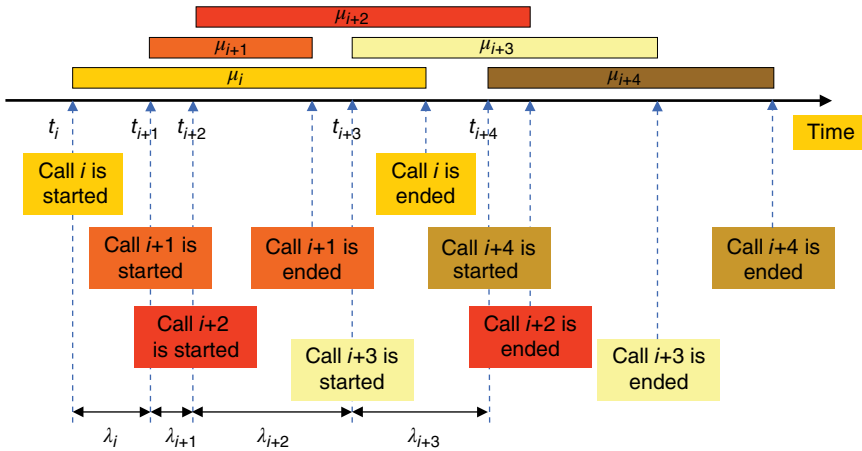 μi+2
μi+1
μi+3
μi
μi+4
ti
ti+1
ti+2
ti+3
ti+4
Time
Call i is
started
Call i is
ended
Call i+1 is
started
Call i+1 is
ended
Call i+4 is
started
Call i+4 is
ended
Call i+2
is started
Call i+2 is
ended
Call i+3 is
started
Call i+3 is
ended
λi
λi+1
λi+2
λi+3